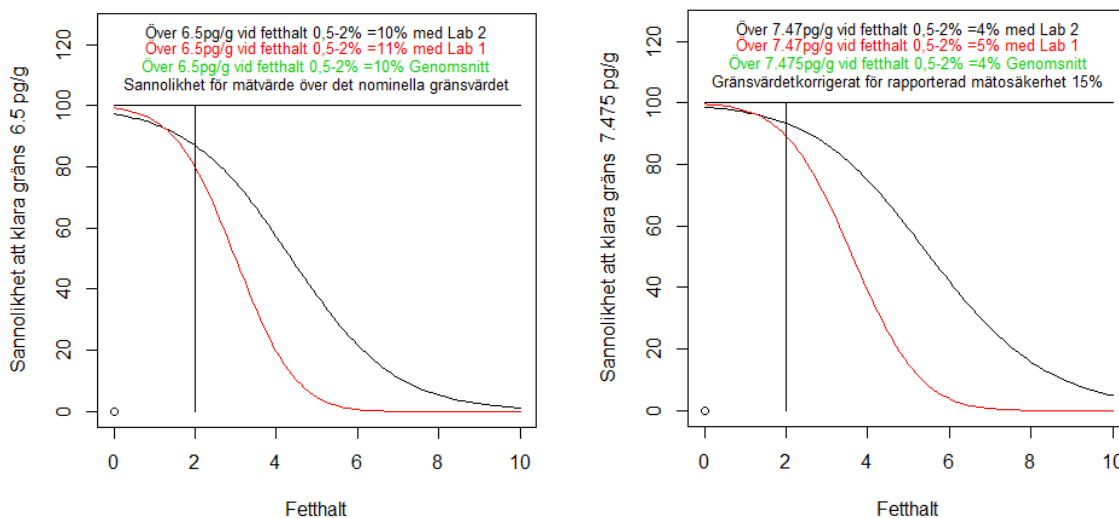 Över 6.5pg/g vid fetthalt 0,5-2% =10% med Lab 2
Över 6.5pg/g vid fetthalt 0,5-2% =11% med Lab 1
Över 6.5pg/g vid fetthalt 0,5-2% =10% Genomsnitt
Sannolikhet för mätvärde över det nominella gränsvärdet
Sannolikhet att klara gräns 6.5 pg/g
120
100
80
60
40
20
0
0 2 4 6 8 10
Fetthalt
Över 7.47pg/g vid fetthalt 0,5-2% =4% med Lab 2
Över 7.47pg/g vid fetthalt 0,5-2% =5% med Lab 1
Över 7.475pg/g vid fetthalt 0,5-2% =4% Genomsnitt
Gränsvärdetkorrigerat för rapporterad mätosäkerhet 15%
Sannolikhet att klara gräns 7.475 pg/g
120
100
80
60
40
20
0
0 2 4 6 8 10
Fetthalt